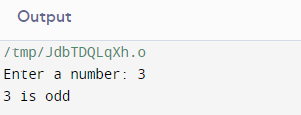 Output
/tmp/JdbTDQLqXh.o
Enter a number: 3
3 is odd